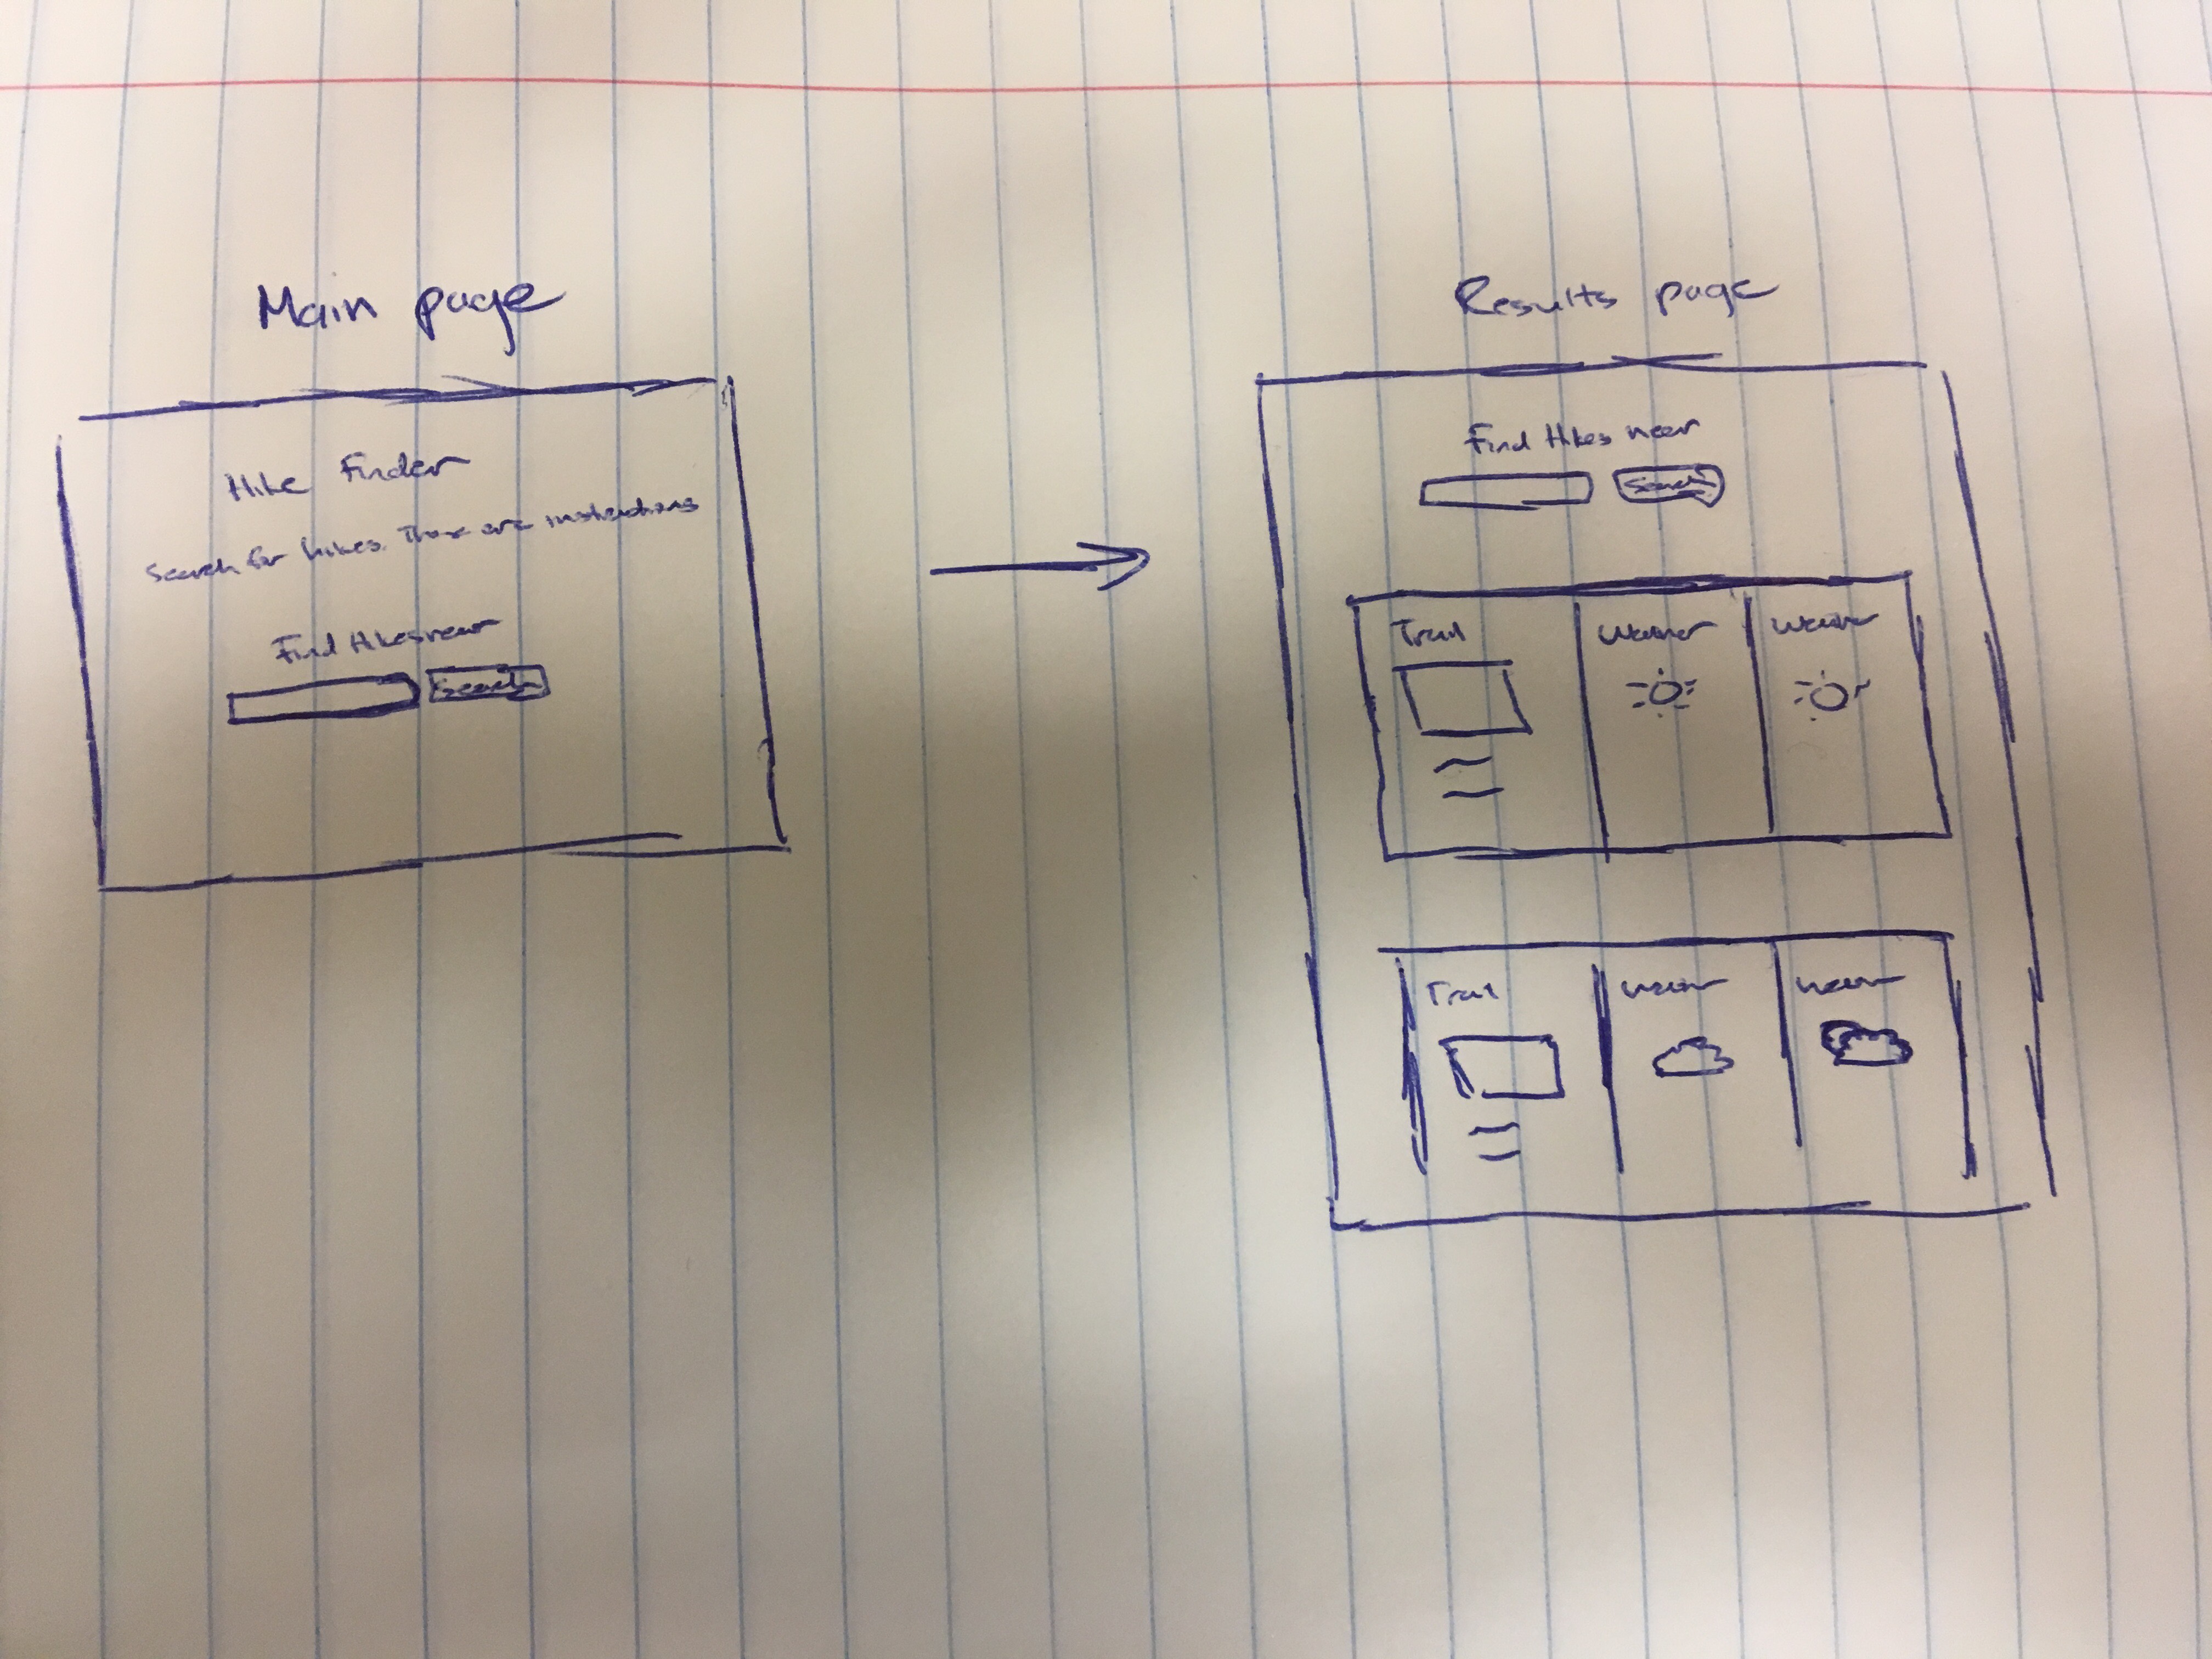 Main page
Hike Finder
Search for hikes. These are instructions
Find Hikes near
Search
Results page
Find Hikes near
Search
Trail
Weather
Weather
Trail
Weather
Weather